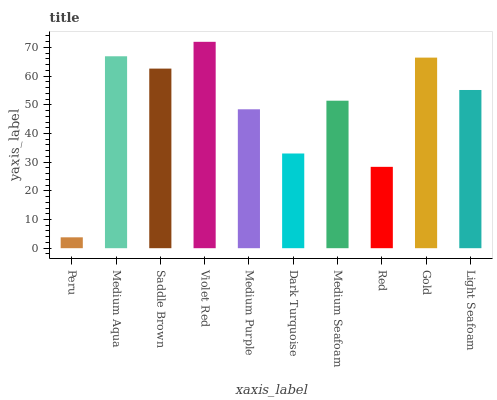 title
70
60
50
40
30
20
10
0
yaxis_label
Peru
Medium Aqua
Saddle Brown
Violet Red
Medium Purple
Dark Turquoise
Medium Seafoam
Red
Gold
Light Seafoam
xaxis_label